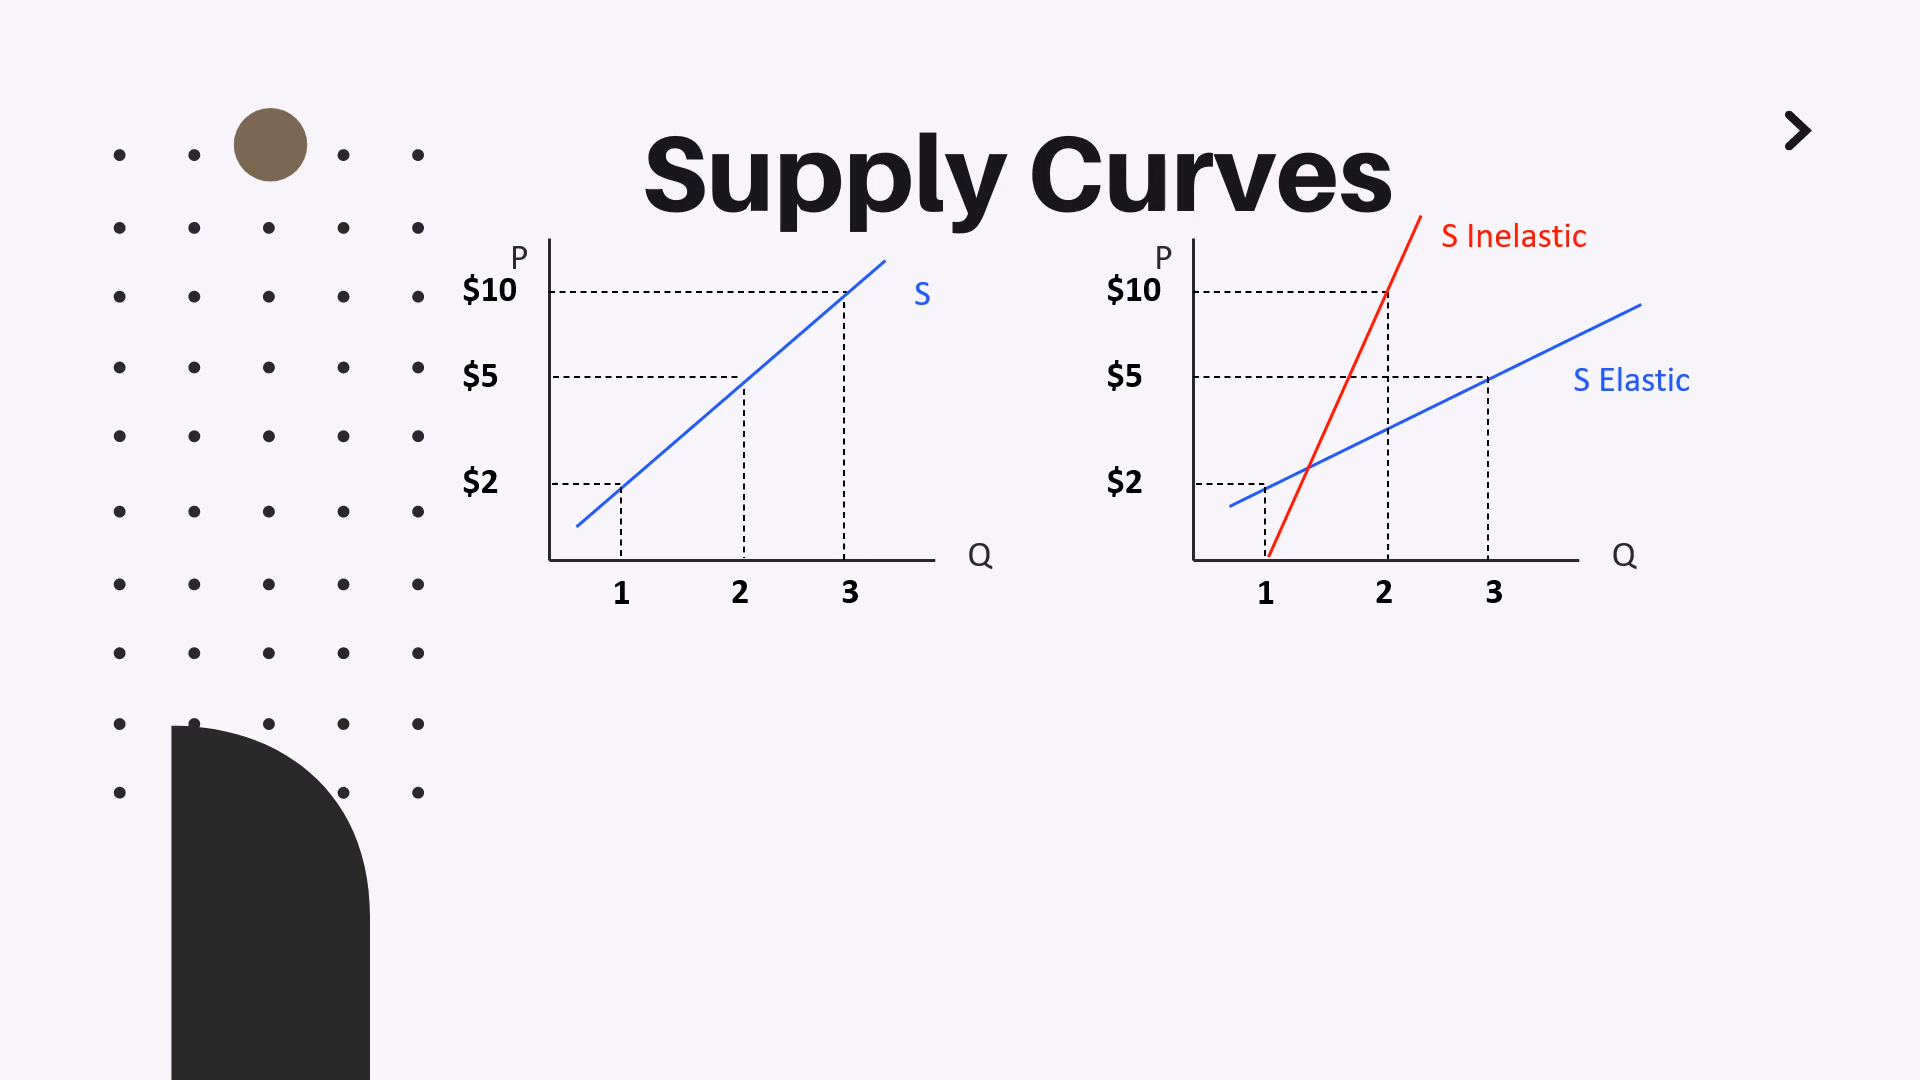 Supply Curves
P
$10
S
$5
$2
Q
1 2 3
P
S Inelastic
$10
$5
S Elastic
$2
Q
1 2 3